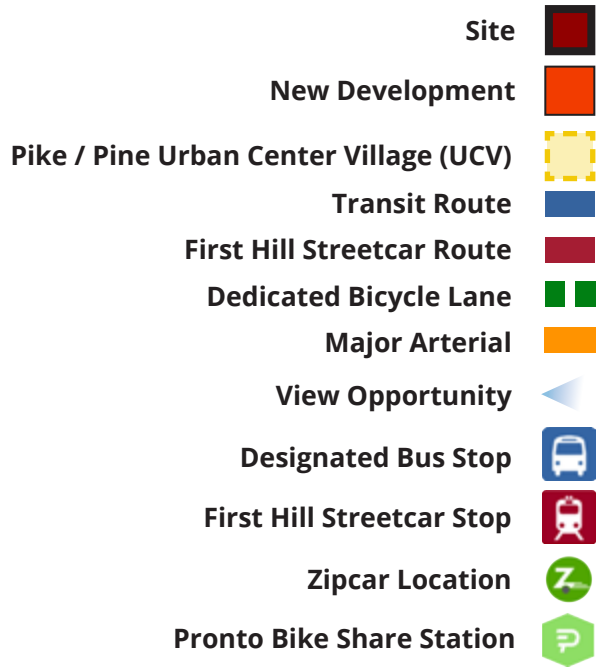 Site
New Development
Pike / Pine Urban Center Village (UCV)
Transit Route
First Hill Streetcar Route
Dedicated Bicycle Lane
Major Arterial
View Opportunity
Designated Bus Stop
First Hill Streetcar Stop
Zipcar Location
Pronto Bike Share Station